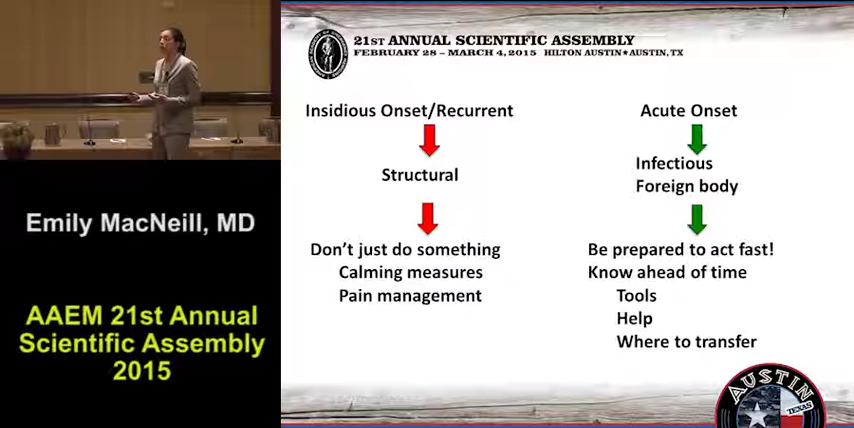 21ST ANNUAL SCIENTIFIC ASSEMBLY
FEBRUARY 28 – MARCH 4, 2015 HILTON AUSTIN★AUSTIN, TX
Insidious Onset/Recurrent
Structural
Don't just do something
Calming measures
Pain management
Acute Onset
Infectious
Foreign body
Be prepared to act fast!
Know ahead of time
Tools
Help
Where to transfer
Emily MacNeill, MD
AAEM 21st Annual
Scientific Assembly
2015
AUSTIN
TEXAS